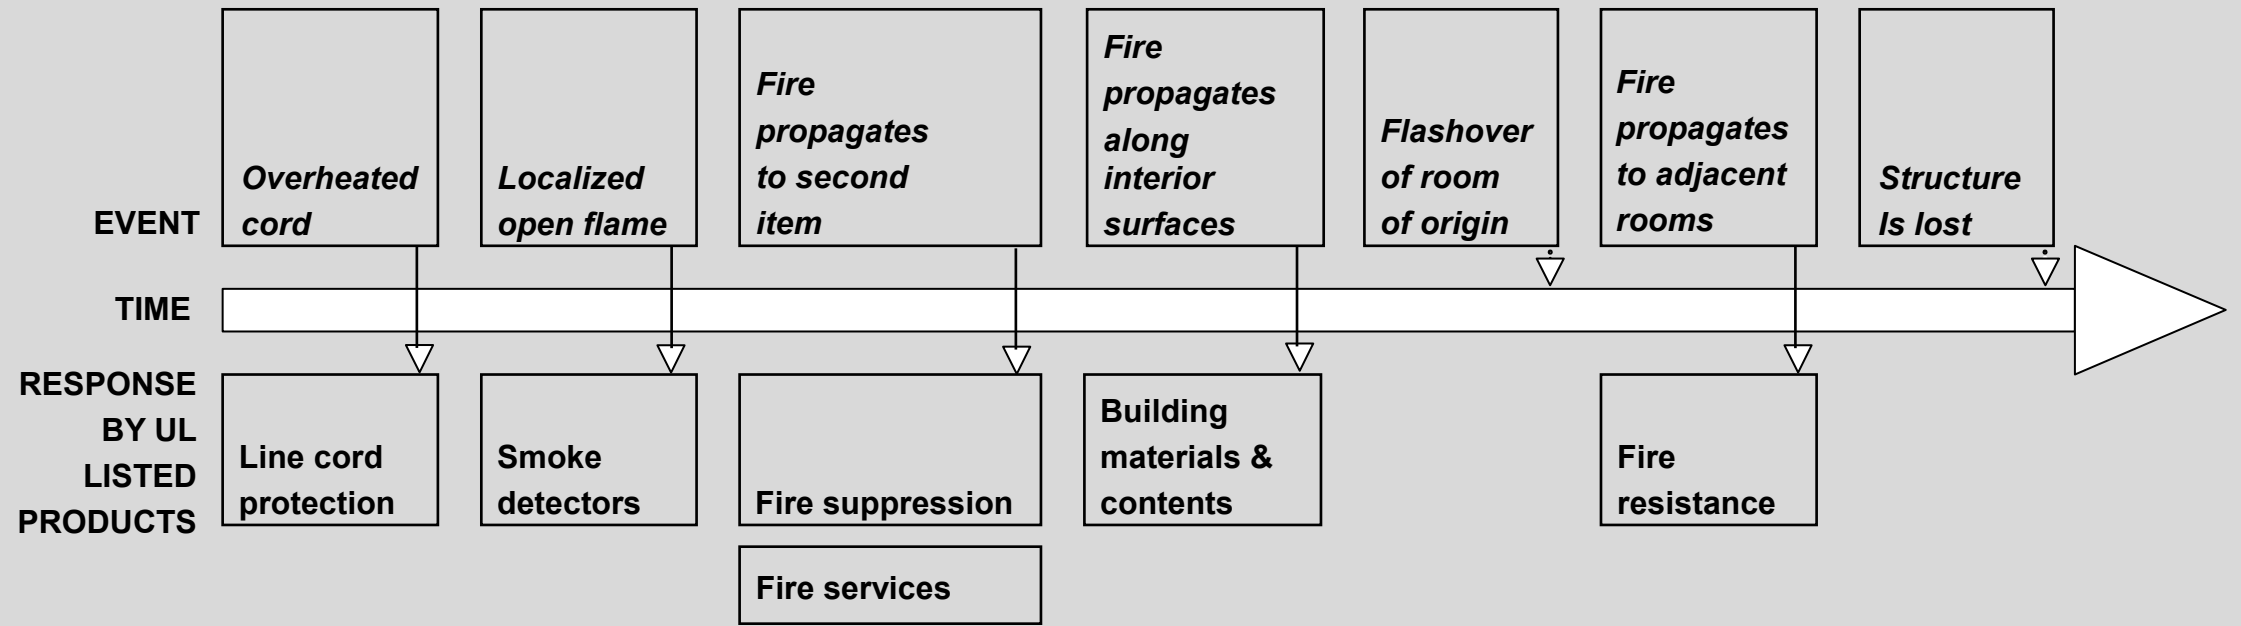 EVENT
Overheated
cord
Localized
open flame
Fire
propagates
to second
item
Fire
propagates
along
interior
surfaces
Flashover
of room
of origin
Fire
propagates
to adjacent
rooms
Structure
Is lost
TIME
RESPONSE
BY UL
LISTED
PRODUCTS
Line cord
protection
Smoke
detectors
Fire suppression
Building
materials &
contents
Fire
resistance
Fire services